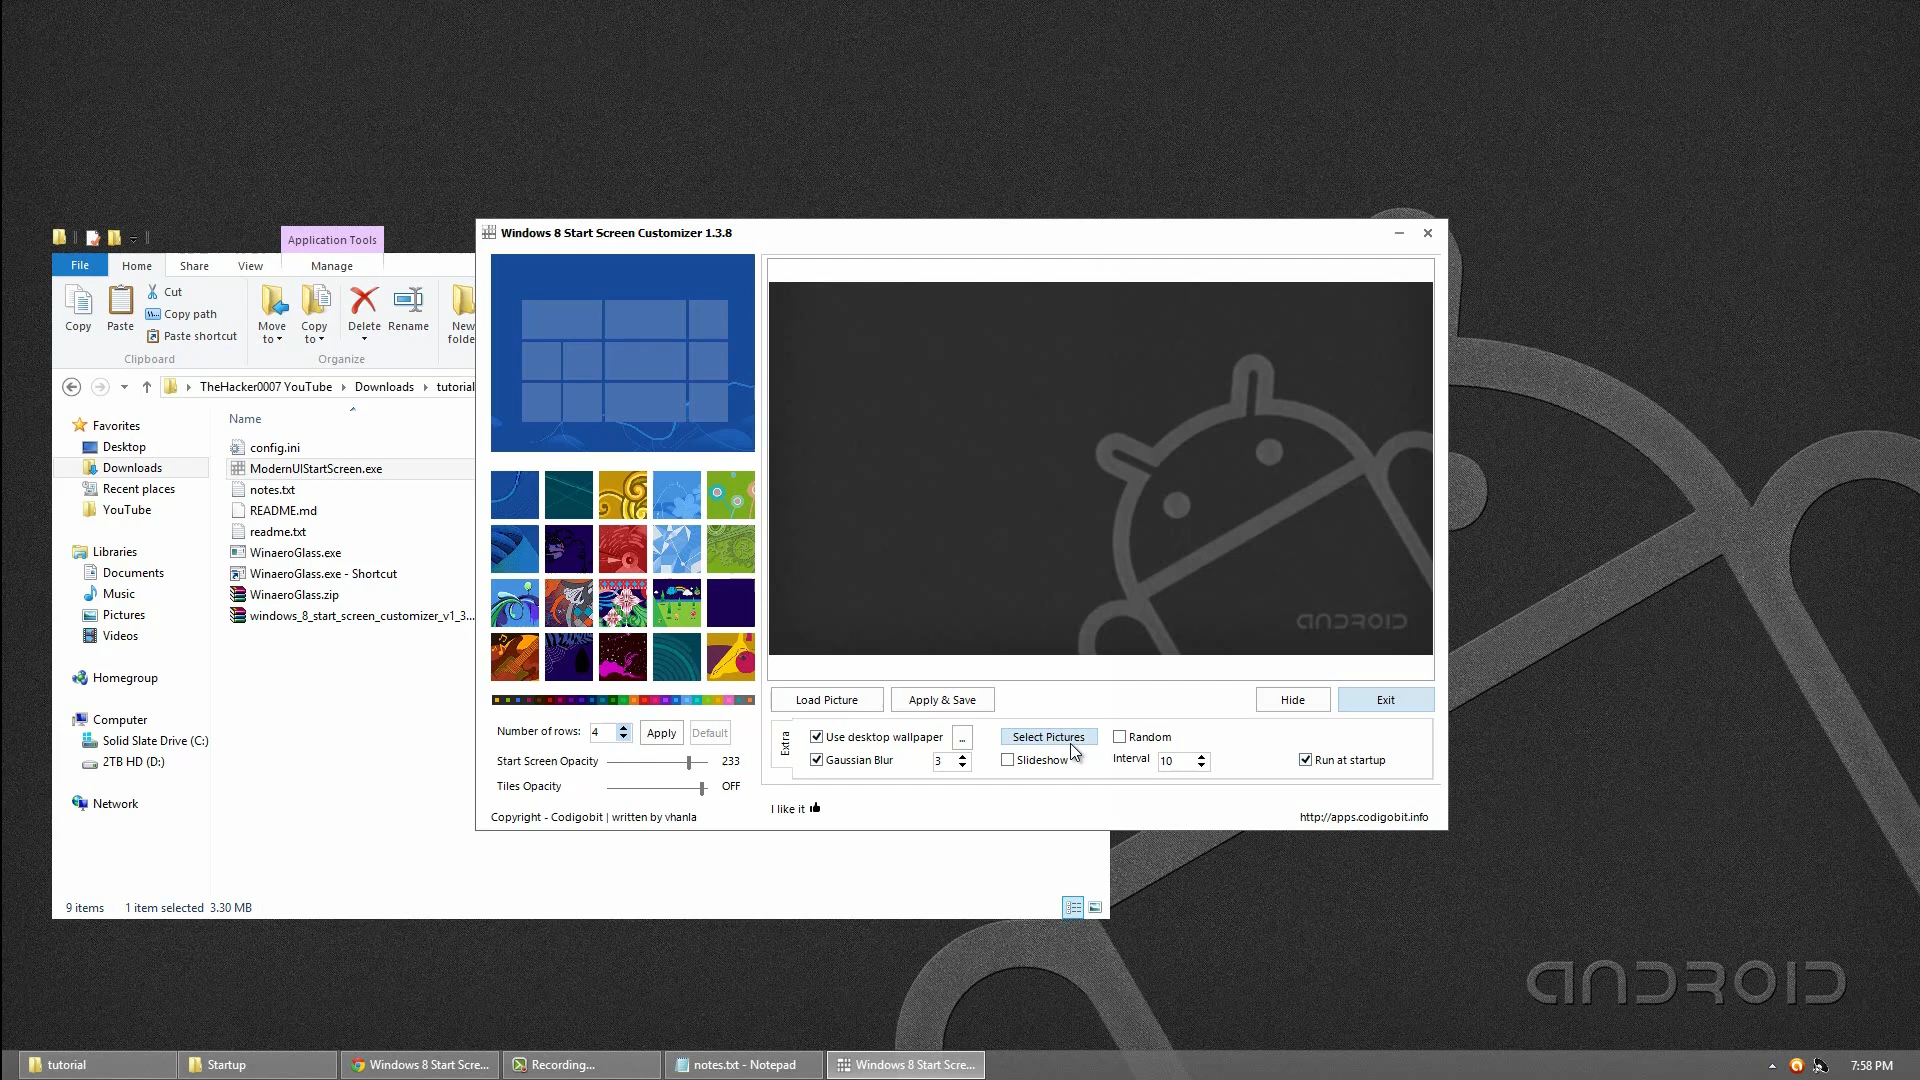 Application Tools
File
Home
Share
View
Manage
Copy
Paste
Cut
Copy path
Paste shortcut
Clipboard
Move to
Copy to
Delete
Rename
Organize
New
folde
TheHacker0007 YouTube
Downloads
tutorial
Favorites
Desktop
Downloads
Recent places
YouTube
Libraries
Documents
Music
Pictures
Videos
Homegroup
Computer
Solid Slate Drive (C:)
2TB HD (D:)
Network
Name
config.ini
ModernUIStartScreen.exe
notes.txt
README.md
readme.txt
WinaeroGlass.exe
WinaeroGlass.exe - Shortcut
WinaeroGlass.zip
windows_8_start_screen_customizer_v1_3...
9 items
1 item selected 3.30 MB
Windows 8 Start Screen Customizer 1.3.8
ANDROID
Load Picture
Apply & Save
Hide
Exit
Number of rows: 4
Apply
Default
Start Screen Opacity
233
Tiles Opacity
OFF
Copyright - Codigobit | written by vhanla
Extra
Use desktop wallpaper
...
Select Pictures
Random
Gaussian Blur
3
Slideshow
Interval
10
Run at startup
I like it
http://apps.codigobit.info
ANDROID
tutorial
Startup
Windows 8 Start Scre...
Recording...
notes.txt - Notepad
Windows 8 Start Scre...
7:58 PM